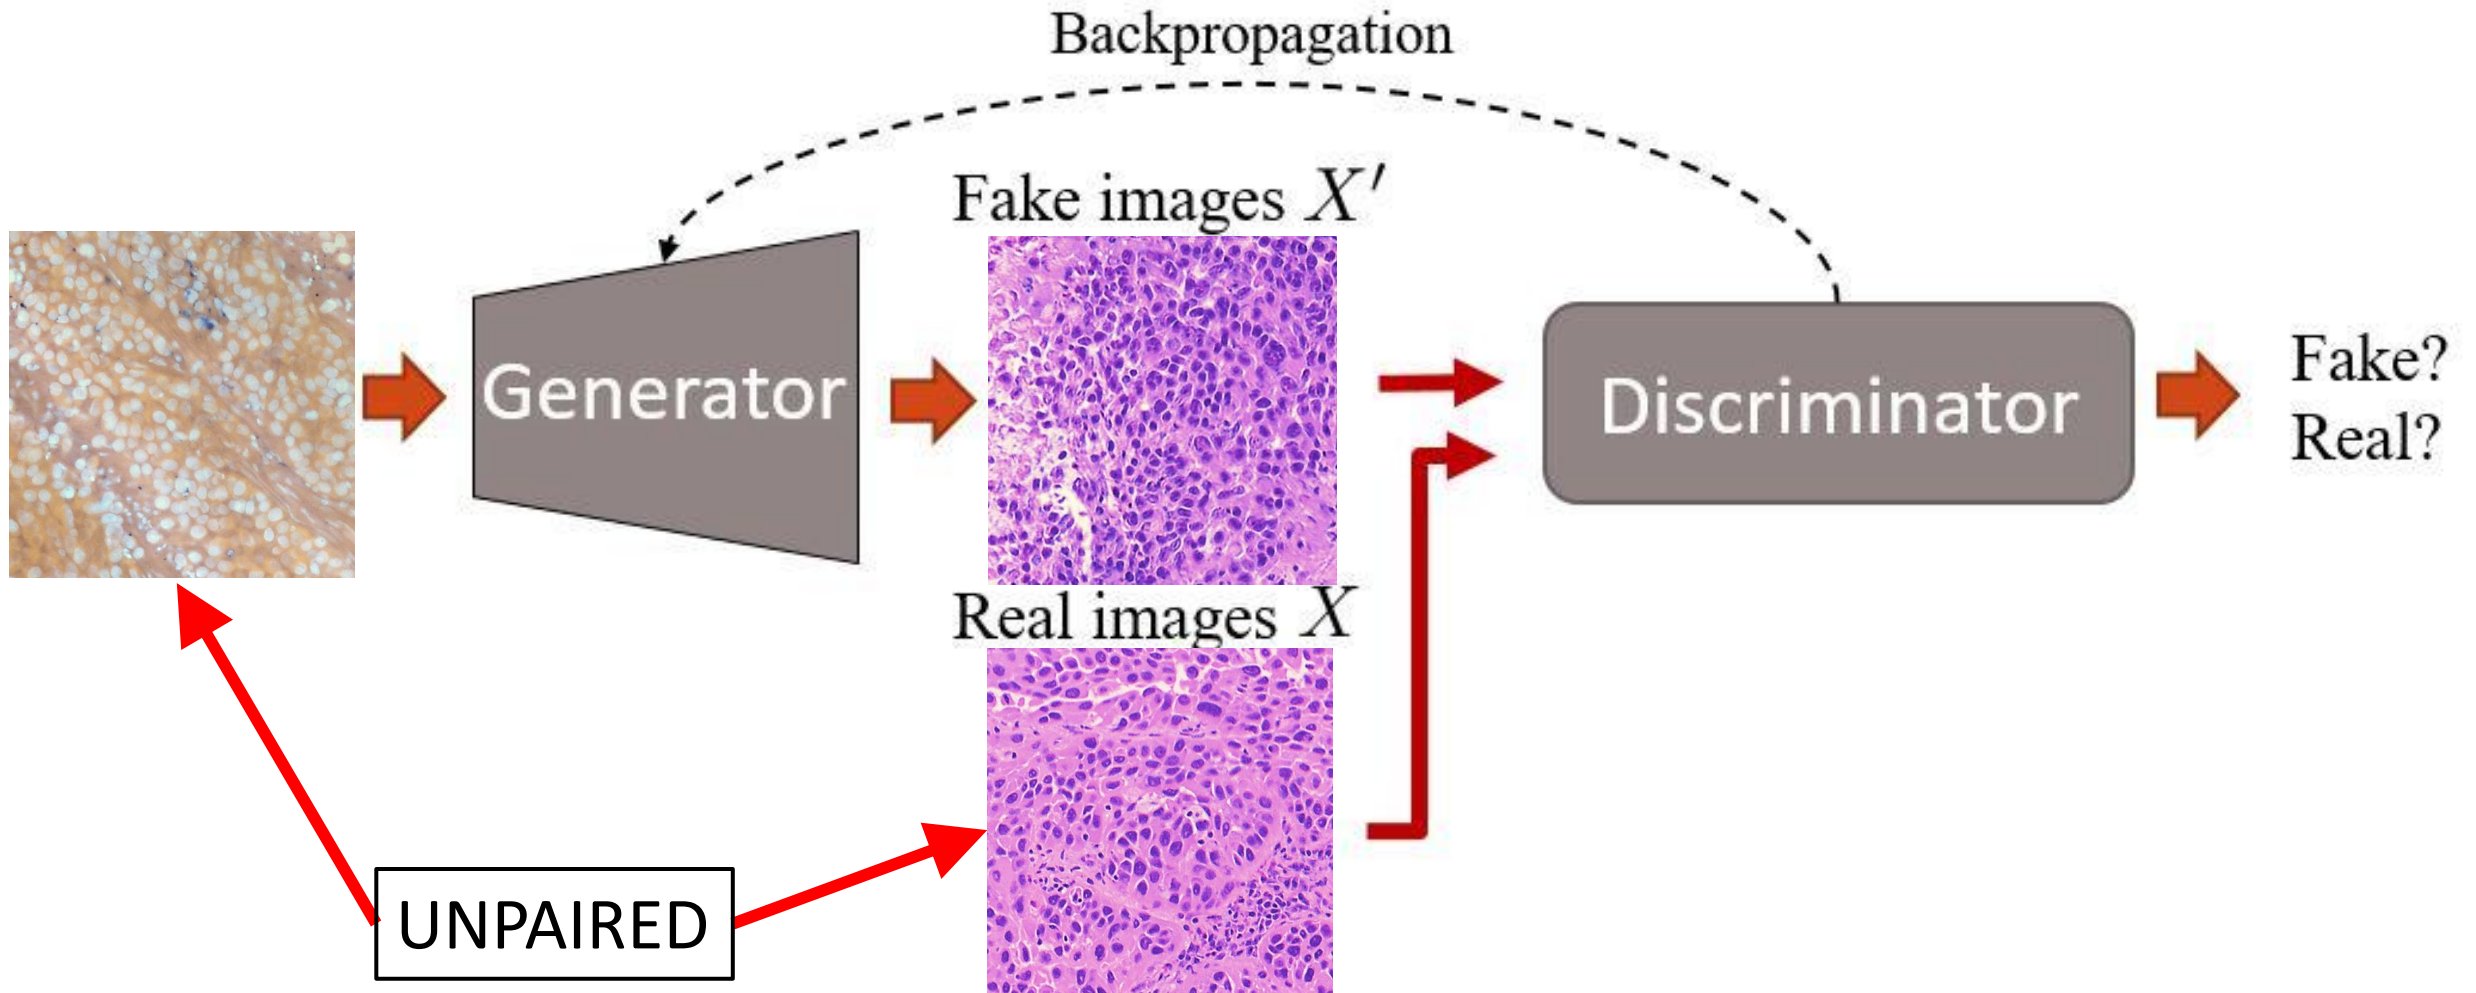 Backpropagation
Fake images X′
Generator
Discriminator
Fake?
Real?
Real images X
UNPAIRED